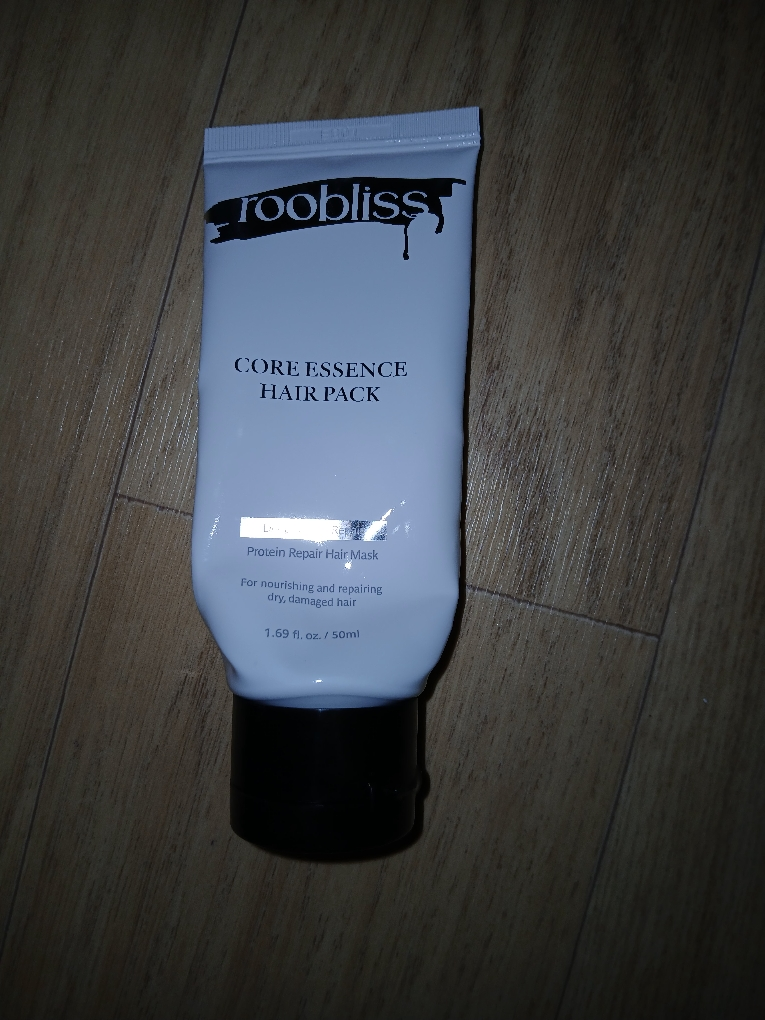 roobliss
CORE ESSENCE
HAIR PACK
Protein Repair Hair Mask
For nourishing and repairing
dry, damaged hair
1.69 fl. oz. / 50ml